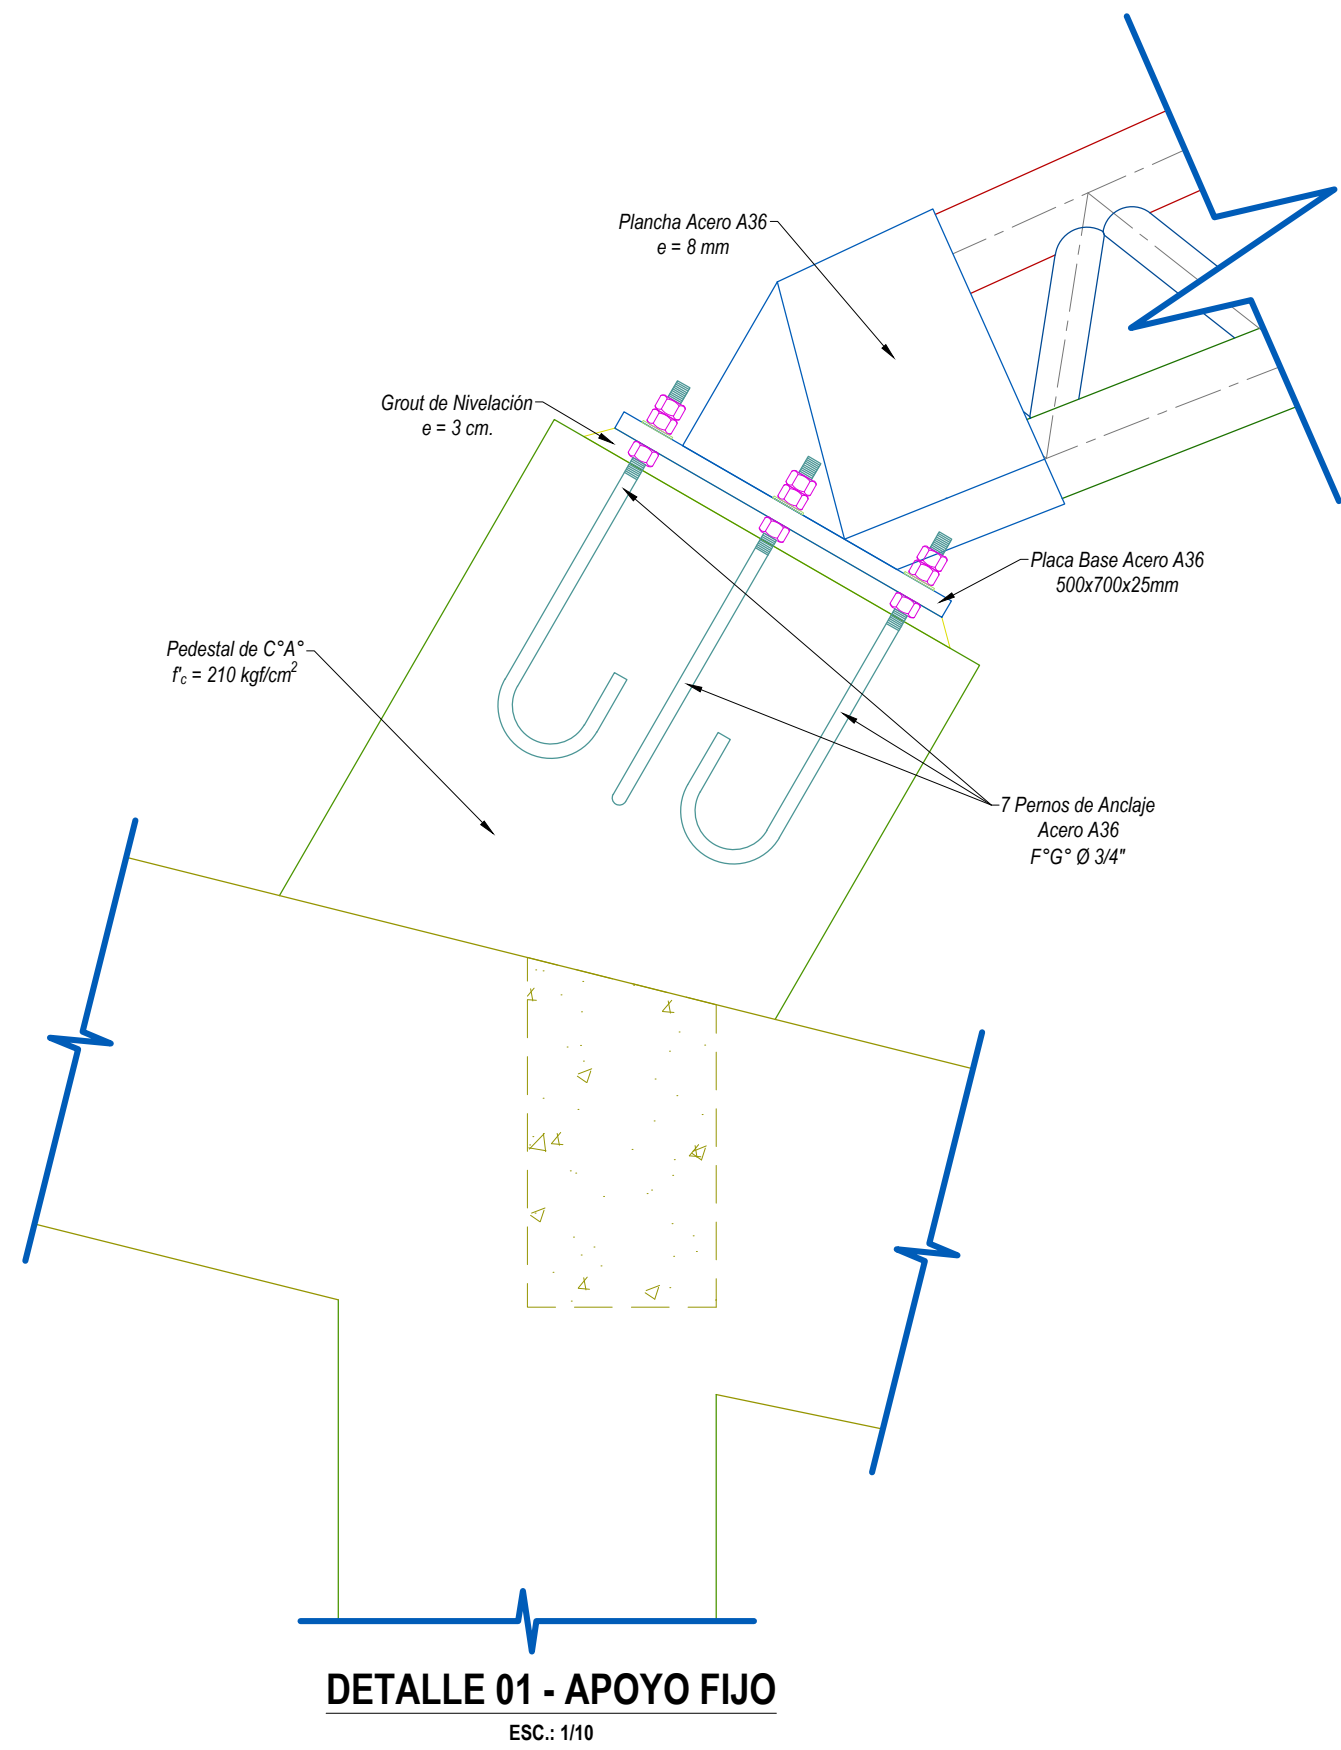 Plancha Acero A36
e = 8 mm
Grout de Nivelación
e = 3 cm.
Placa Base Acero A36
500x700x25mm
Pedestal de C°A°
f'c = 210 kgf/cm²
7 Pernos de Anclaje
Acero A36
F°G° Ø 3/4"
DETALLE 01 - APOYO FIJO
ESC.: 1/10